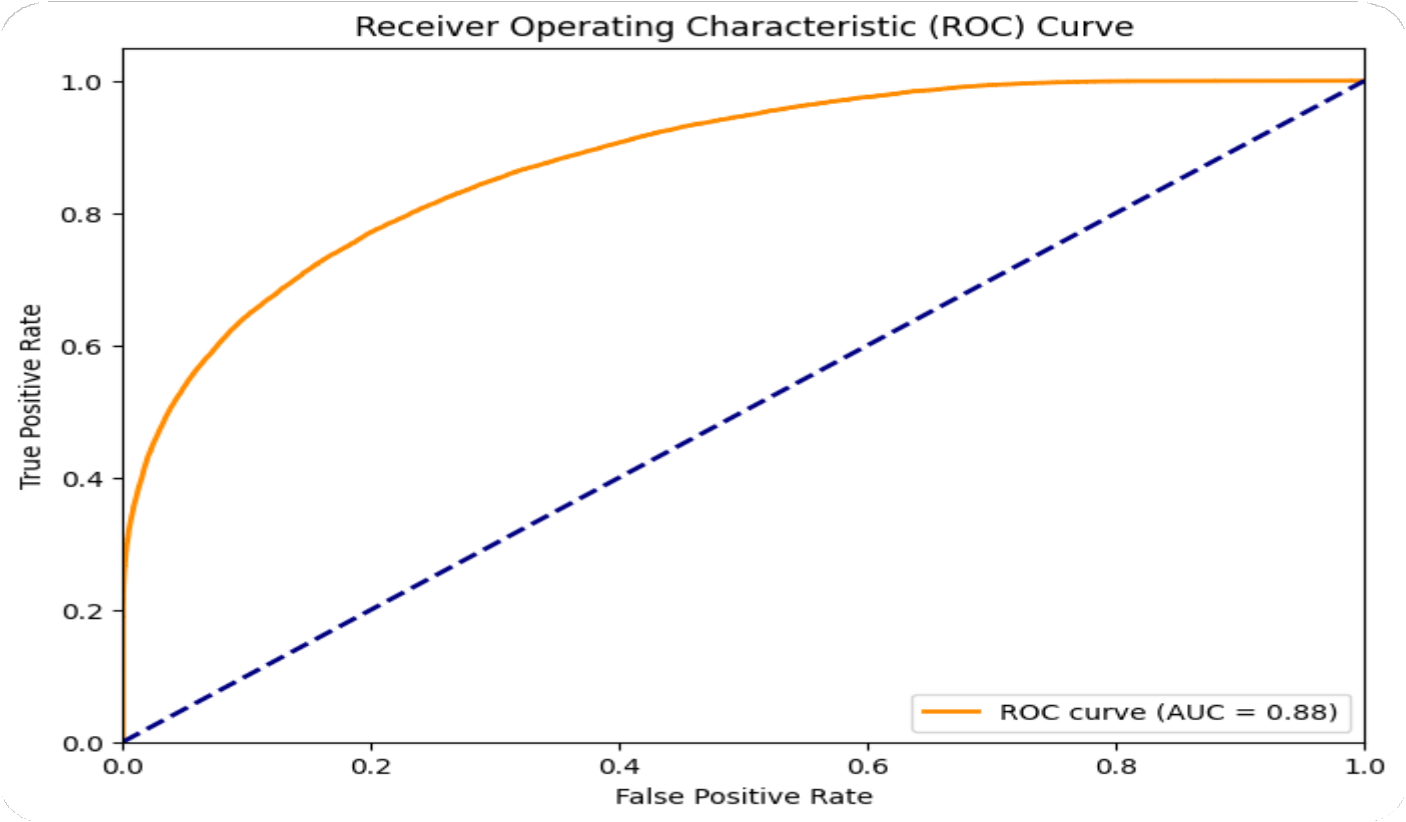 Receiver Operating Characteristic (ROC) Curve
1.0
0.8
0.6
0.4
0.2
0.0
True Positive Rate
ROC curve (AUC = 0.88)
0.0 0.2 0.4 0.6 0.8 1.0
False Positive Rate